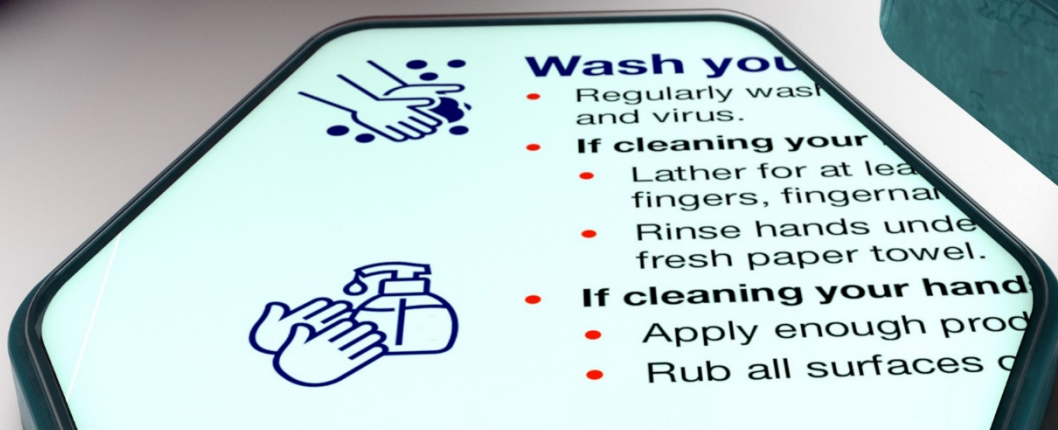 Wash you
Regularly wash
and virus.
If cleaning your
Lather for at lea
fingers, fingernai
Rinse hands unde
fresh paper towel.
If cleaning your hand
Apply enough prod
Rub all surfaces